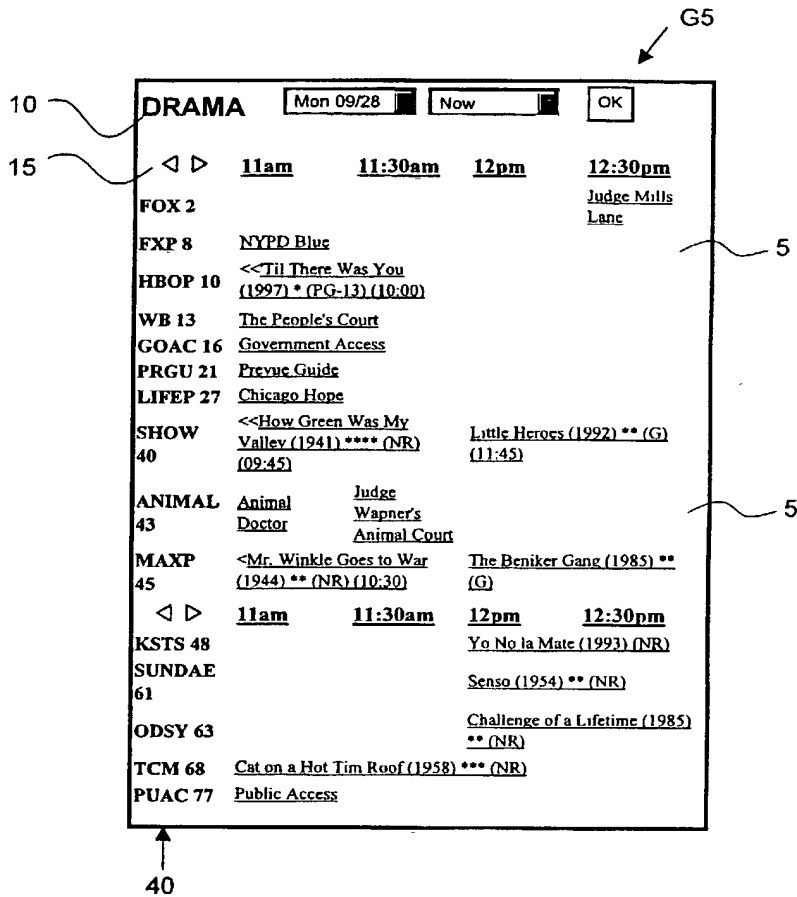 G5
10
DRAMA Mon 09/28 Now OK
15
11am 11:30am 12pm 12:30pm
FOX 2 Judge Mills
Lane
FXP 8 NYPD Blue
5
HBOP 10 <<'Til There Was You
(1997) * (PG-13) (10:00)
WB 13 The People's Court
GOAC 16 Government Access
PRGU 21 Prevue Guide
LIFEP 27 Chicago Hope
SHOW
40
<<How Green Was My
Valley (1941) **** (NR)
(09:45)
Little Heroes (1992) ** (G)
(11:45)
ANIMAL
43
Animal
Doctor
Judge
Wapner's
Animal Court
5
MAXP
45
<Mr. Winkle Goes to War
(1944) ** (NR) (10:30)
The Beniker Gang (1985) **
(G)
11am 11:30am 12pm 12:30pm
KSTS 48 Yo No la Mate (1993) (NR)
SUNDAE
61
Senso (1954) ** (NR)
ODSY 63 Challenge of a Lifetime (1985)
** (NR)
TCM 68 Cat on a Hot Tim Roof (1958) *** (NR)
PUAC 77 Public Access
40